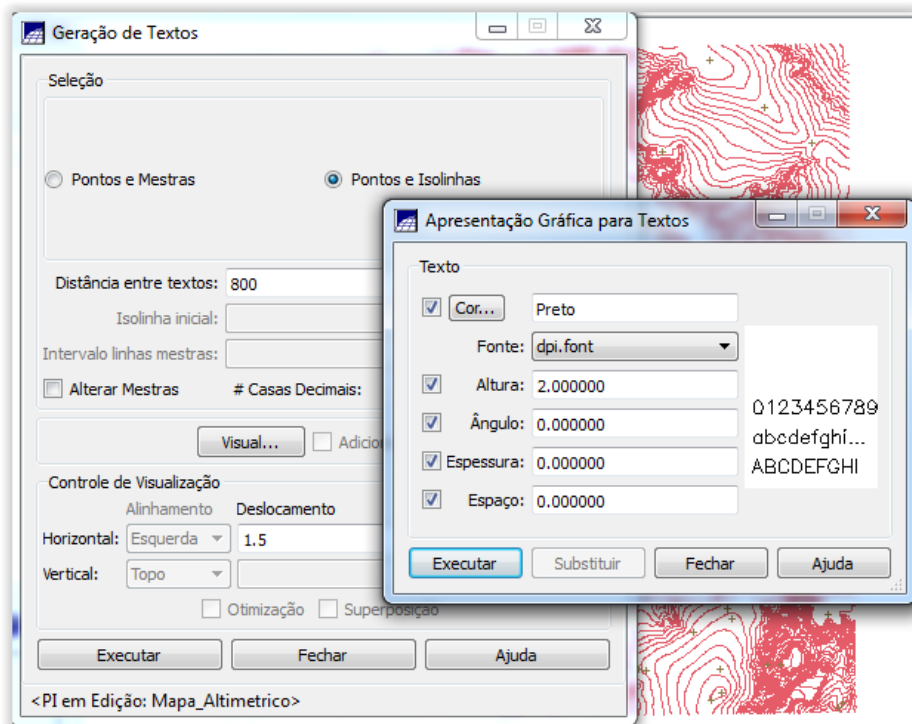 Geração de Textos
Seleção
Pontos e Mestras
Pontos e Isolinhas
Distância entre textos: 800
Isolinha inicial:
Intervalo linhas mestras:
Alterar Mestras # Casas Decimais:
Visual...
Controle de Visualização
Alinhamento Deslocamento
Horizontal: Esquerda 1.5
Vertical: Topo
Otimização Superposição
Executar Fechar Ajuda
<PI em Edição: Mapa_Altimetrico>
Apresentação Gráfica para Textos
Texto
Cor... Preto
Fonte: dpi.font
Altura: 2.000000
Ângulo: 0.000000
Espessura: 0.000000
Espaço: 0.000000
0123456789
abcdefghi...
ABCDEFGHI
Executar Substituir Fechar Ajuda